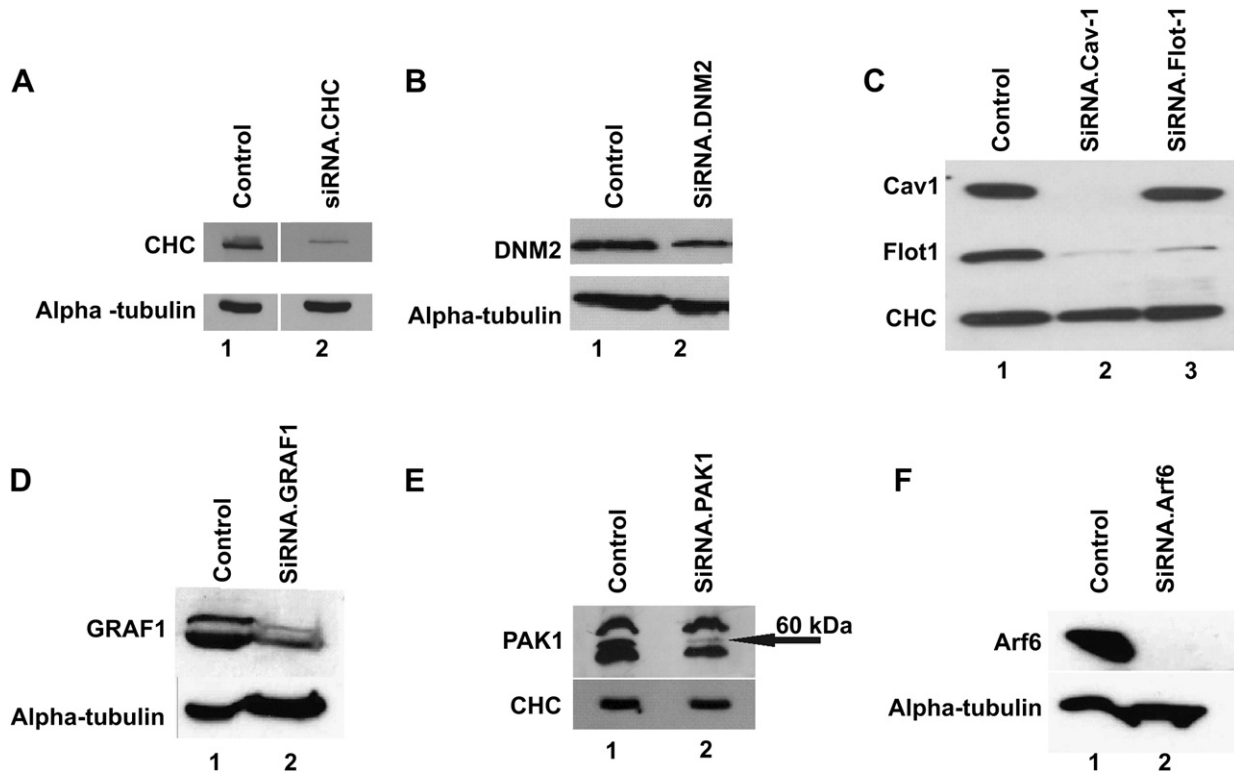 A
Control
siRNA.CHC
CHC
Alpha -tubulin
1 2
B
Control
SiRNA.DNM2
DNM2
Alpha-tubulin
1 2
C
Control
SiRNA.Cav-1
SiRNA.Flot-1
Cav1
Flot1
CHC
1 2 3
D
Control
SiRNA.GRAF1
GRAF1
Alpha-tubulin
1 2
E
Control
SiRNA.PAK1
PAK1
60 kDa
CHC
1 2
F
Control
SiRNA.Arf6
Arf6
Alpha-tubulin
1 2